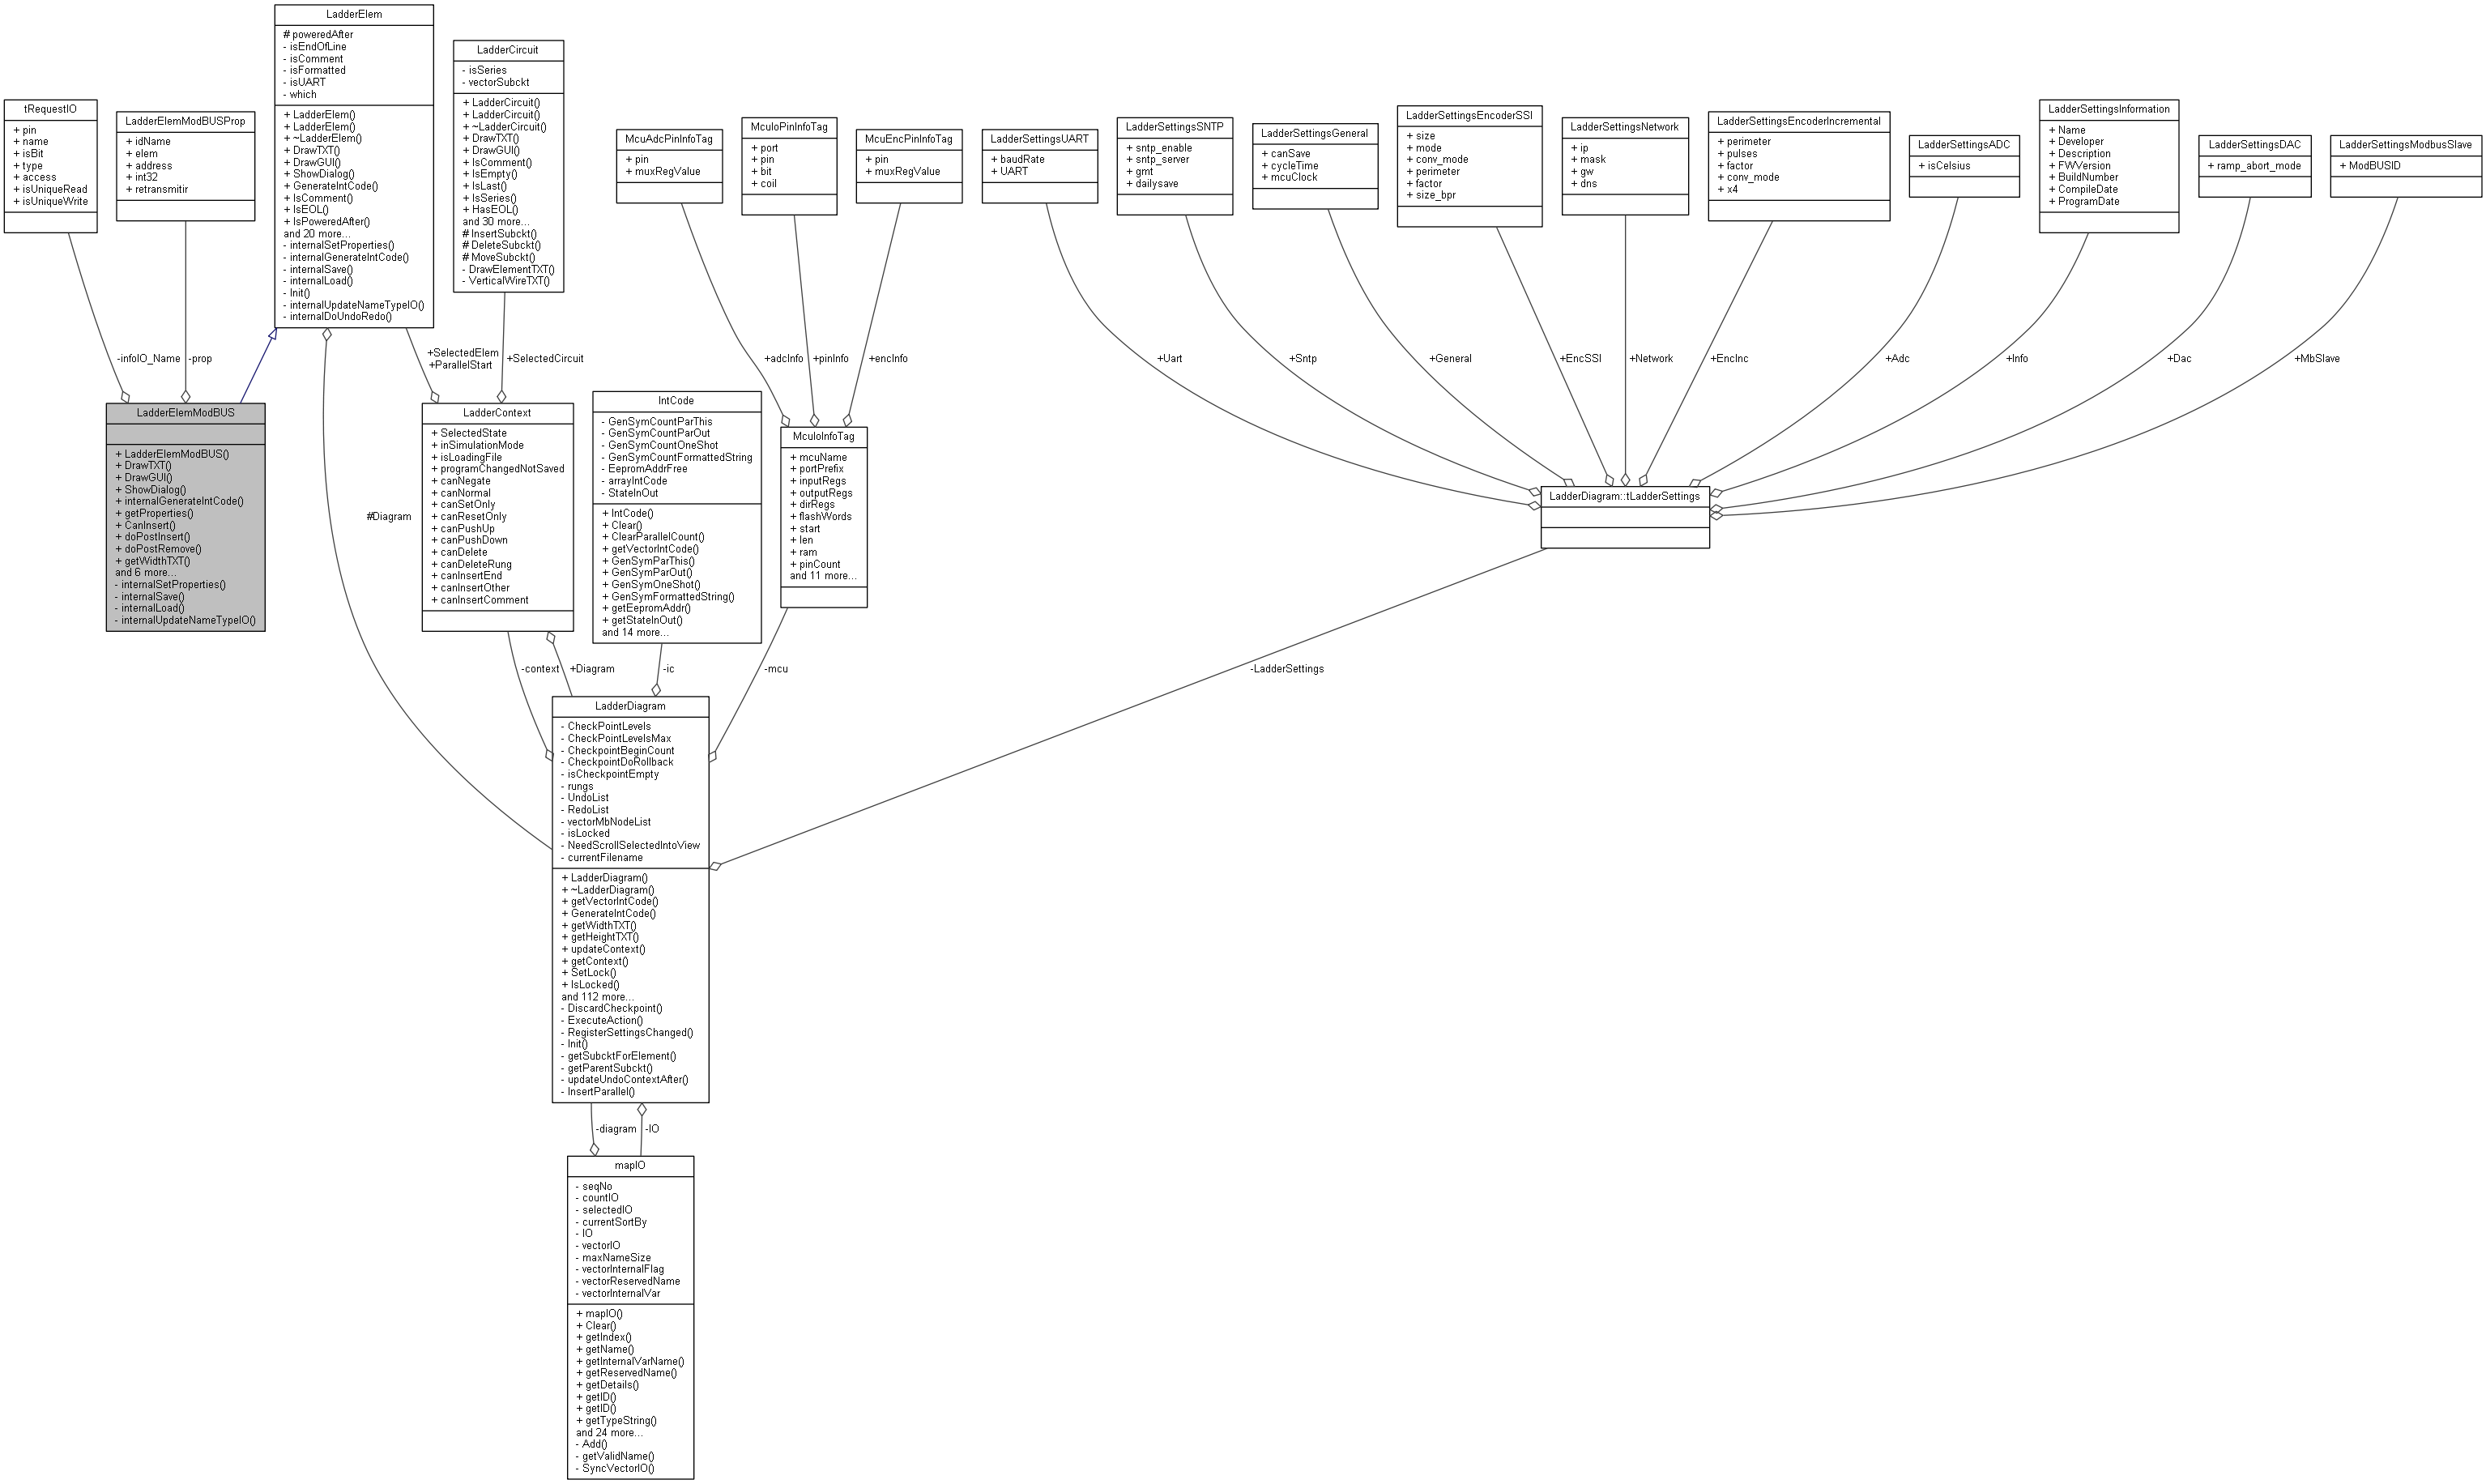 LadderElem
# poweredAfter
- isEndOfLine
- isComment
- isFormatted
- isUART
- which
+ LadderElem()
+ LadderElem()
+ ~LadderElem()
+ DrawTXT()
+ DrawGUI()
+ ShowDialog()
+ GenerateIntCode()
+ IsComment()
+ IsEOL()
+ IsPoweredAfter()
and 20 more...
- internalSetProperties()
- internalGenerateIntCode()
- internalSave()
- internalLoad()
- Init()
- internalUpdateNameTypeIO()
- internalDoUndoRedo()
LadderCircuit
- isSeries
- vectorSubckt
+ LadderCircuit()
+ LadderCircuit()
+ ~LadderCircuit()
+ DrawTXT()
+ DrawGUI()
+ IsComment()
+ IsEmpty()
+ IsLast()
+ IsSeries()
+ HasEOL()
and 30 more...
# InsertSubckt()
# DeleteSubckt()
# MoveSubckt()
- DrawElementTXT()
- VerticalWireTXT()
tRequestIO
+ pin
+ name
+ isBit
+ type
+ access
+ isUniqueRead
+ isUniqueWrite
LadderElemModBUSProp
+ idName
+ elem
+ address
+ int32
+ retransmitir
McuAdcPinInfoTag
+ pin
+ muxRegValue
McuIoPinInfoTag
+ port
+ pin
+ bit
+ coil
McuEncPinInfoTag
+ pin
+ muxRegValue
LadderSettingsUART
+ baudRate
+ UART
LadderSettingsSNTP
+ sntp_enable
+ sntp_server
+ gmt
+ dailysave
LadderSettingsGeneral
+ canSave
+ cycleTime
+ mcuClock
LadderSettingsEncoderSSI
+ size
+ mode
+ conv_mode
+ perimeter
+ factor
+ size_bpr
LadderSettingsNetwork
+ ip
+ mask
+ gw
+ dns
LadderSettingsEncoderIncremental
+ perimeter
+ pulses
+ factor
+ conv_mode
+ x4
LadderSettingsADC
+ isCelsius
LadderSettingsInformation
+ Name
+ Developer
+ Description
+ FWVersion
+ BuildNumber
+ CompileDate
+ ProgramDate
LadderSettingsDAC
+ ramp_abort_mode
LadderSettingsModbusSlave
+ ModBUSID
-infoIO_Name
-prop
+SelectedElem
+ParallelStart
+SelectedCircuit
+adcInfo
+pinInfo
+encInfo
+Uart
+Sntp
+General
+EncSSI
+Network
+EncInc
+Adc
+Info
+Dac
+MbSlave
LadderElemModBUS
+ LadderElemModBUS()
+ DrawTXT()
+ DrawGUI()
+ ShowDialog()
+ internalGenerateIntCode()
+ getProperties()
+ CanInsert()
+ doPostInsert()
+ doPostRemove()
+ getWidthTXT()
and 6 more...
- internalSetProperties()
- internalSave()
- internalLoad()
- internalUpdateNameTypeIO()
#Diagram
LadderContext
+ SelectedState
+ inSimulationMode
+ isLoadingFile
+ programChangedNotSaved
+ canNegate
+ canNormal
+ canSetOnly
+ canResetOnly
+ canPushUp
+ canPushDown
+ canDelete
+ canDeleteRung
+ canInsertEnd
+ canInsertOther
+ canInsertComment
IntCode
- GenSymCountParThis
- GenSymCountParOut
- GenSymCountOneShot
- GenSymCountFormattedString
- EepromAddrFree
- arrayIntCode
- StateInOut
+ IntCode()
+ Clear()
+ ClearParallelCount()
+ getVectorIntCode()
+ GenSymParThis()
+ GenSymParOut()
+ GenSymOneShot()
+ GenSymFormattedString()
+ getEepromAddr()
+ getStateInOut()
and 14 more...
McuIoInfoTag
+ mcuName
+ portPrefix
+ inputRegs
+ outputRegs
+ dirRegs
+ flashWords
+ start
+ len
+ ram
+ pinCount
and 11 more...
LadderDiagram::tLadderSettings
-context
+Diagram
-ic
-mcu
-LadderSettings
LadderDiagram
- CheckPointLevels
- CheckPointLevelsMax
- CheckpointBeginCount
- CheckpointDoRollback
- isCheckpointEmpty
- rungs
- UndoList
- RedoList
- vectorMbNodeList
- isLocked
- NeedScrollSelectedIntoView
- currentFilename
+ LadderDiagram()
+ ~LadderDiagram()
+ getVectorIntCode()
+ GenerateIntCode()
+ getWidthTXT()
+ getHeightTXT()
+ updateContext()
+ getContext()
+ SetLock()
+ IsLocked()
and 112 more...
- DiscardCheckpoint()
- ExecuteAction()
- RegisterSettingsChanged()
- Init()
- getSubcktForElement()
- getParentSubckt()
- updateUndoContextAfter()
- InsertParallel()
-diagram
-IO
mapIO
- seqNo
- countIO
- selectedIO
- currentSortBy
- IO
- vectorIO
- maxNameSize
- vectorInternalFlag
- vectorReservedName
- vectorInternalVar
+ mapIO()
+ Clear()
+ getIndex()
+ getName()
+ getInternalVarName()
+ getReservedName()
+ getDetails()
+ getID()
+ getID()
+ getTypeString()
and 24 more...
- Add()
- getValidName()
- SyncVectorIO()